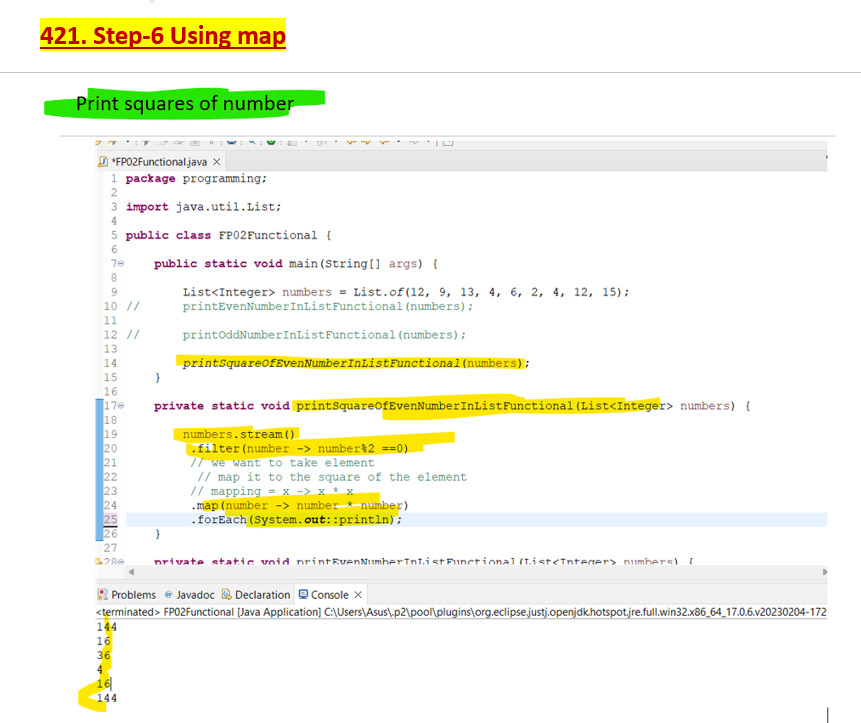 421. Step-6 Using map
Print squares of number
*FP02Functional.java
1 package programming;
2
3 import java.util.List;
4
5 public class FP02Functional {
6
7 public static void main(String[] args) {
8
9 List<Integer> numbers = List.of(12, 9, 13, 4, 6, 2, 4, 12, 15);
10 // printEvenNumberInListFunctional(numbers);
11
12 // printOddNumberInListFunctional(numbers);
13
14 printSquareOfEvenNumberInListFunctional(numbers);
15 }
16
17 private static void printSquareOfEvenNumberInListFunctional(List<Integer> numbers) {
18
19 numbers.stream()
20 .filter(number -> number%2 ==0)
21 // we want to take element
22 // map it to the square of the element
23 // mapping = x -> x * x
24 .map(number -> number * number)
25 .forEach(System.out::println);
26 }
27
28 private static void printEvenNumberInListFunctional(List<Integer> numbers) {
Problems @ Javadoc Declaration Console
<terminated> FP02Functional [Java Application] C:\Users\Asus\.p2\pool\plugins\org.eclipse.justj.openjdk.hotspot.jre.full.win32.x86_64_17.0.6.v20230204-172
144
16
36
4
16
144